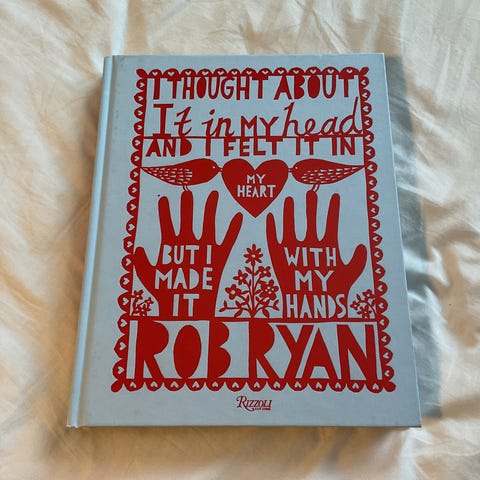 I THOUGHT ABOUT
It in MY head
AND I FELT IT IN
MY
HEART
BUT I
MADE
IT
WITH
MY
HANDS
ROB RYAN
RIZZOLI